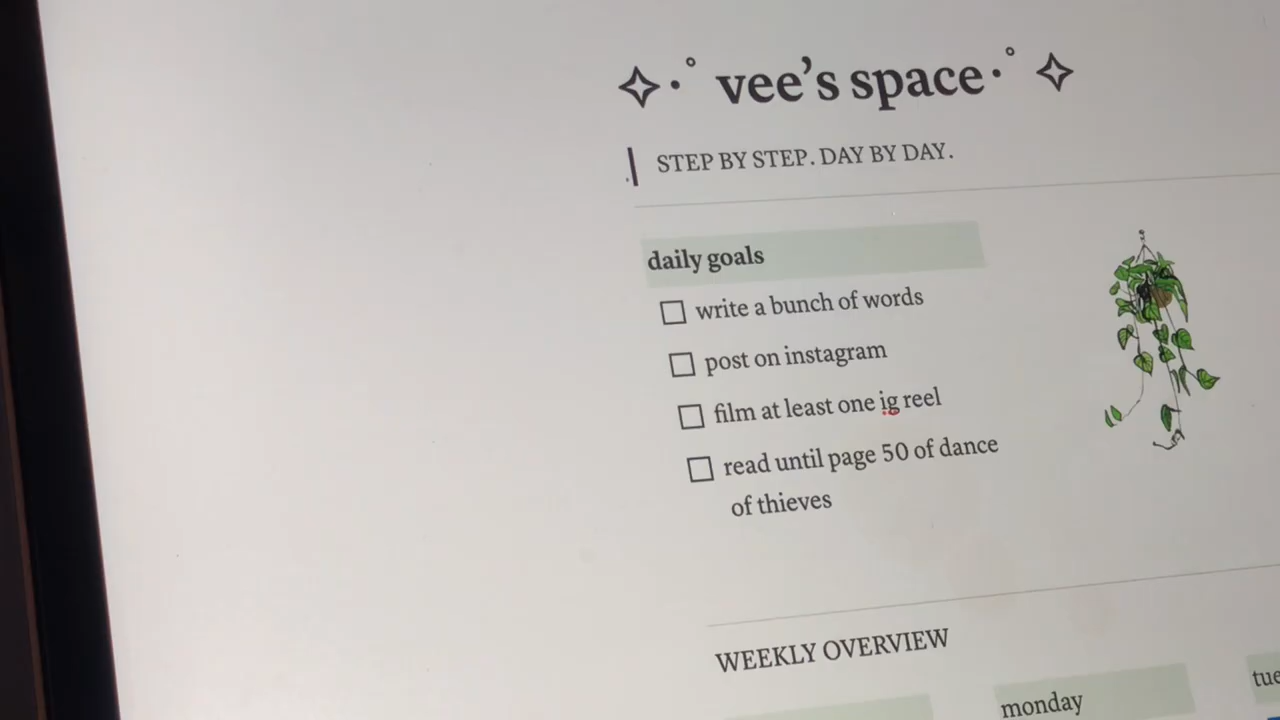 ✧·˚ vee's space·˚ ✧
STEP BY STEP. DAY BY DAY.
daily goals
write a bunch of words
post on instagram
film at least one ig reel
read until page 50 of dance
of thieves
WEEKLY OVERVIEW
monday
tue